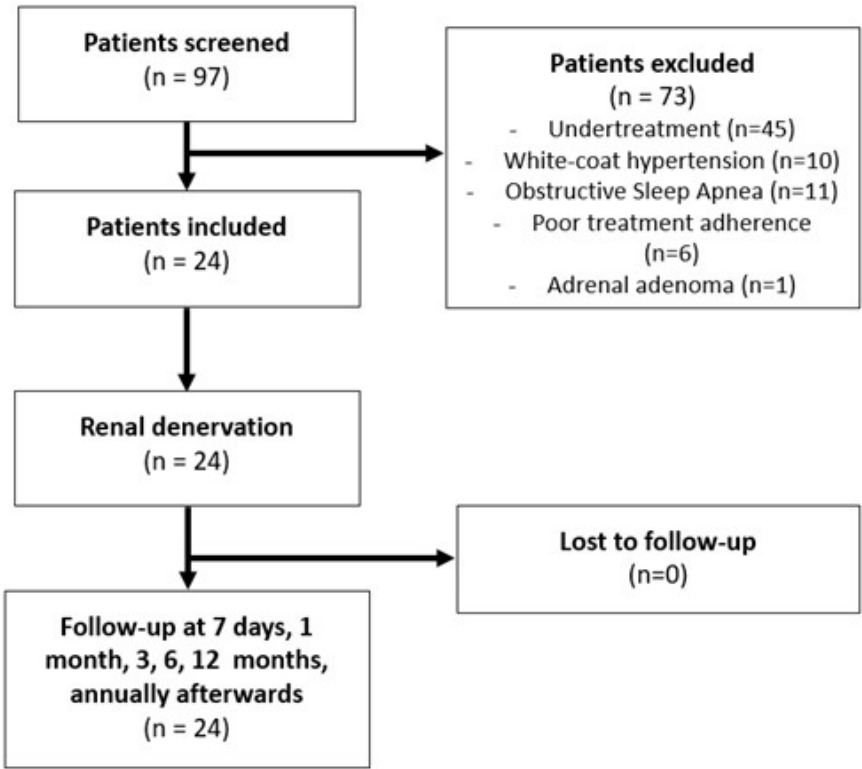 Patients screened
(n = 97)
Patients excluded
(n = 73)
- Undertreatment (n=45)
- White-coat hypertension (n=10)
- Obstructive Sleep Apnea (n=11)
- Poor treatment adherence
(n=6)
- Adrenal adenoma (n=1)
Patients included
(n = 24)
Renal denervation
(n = 24)
Lost to follow-up
(n=0)
Follow-up at 7 days, 1
month, 3, 6, 12 months,
annually afterwards
(n = 24)